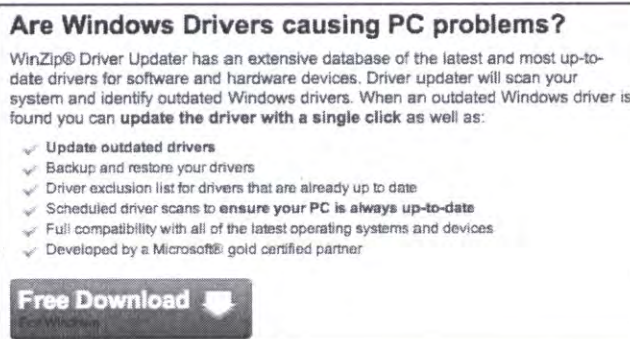 Are Windows Drivers causing PC problems?
WinZip® Driver Updater has an extensive database of the latest and most up-to-
date drivers for software and hardware devices. Driver updater will scan your
system and identify outdated Windows drivers. When an outdated Windows driver is
found you can update the driver with a single click as well as:
Update outdated drivers
Backup and restore your drivers
Driver exclusion list for drivers that are already up to date
Scheduled driver scans to ensure your PC is always up-to-date
Full compatibility with all of the latest operating systems and devices
Developed by a Microsoft® gold certified partner
Free Download
For Windows